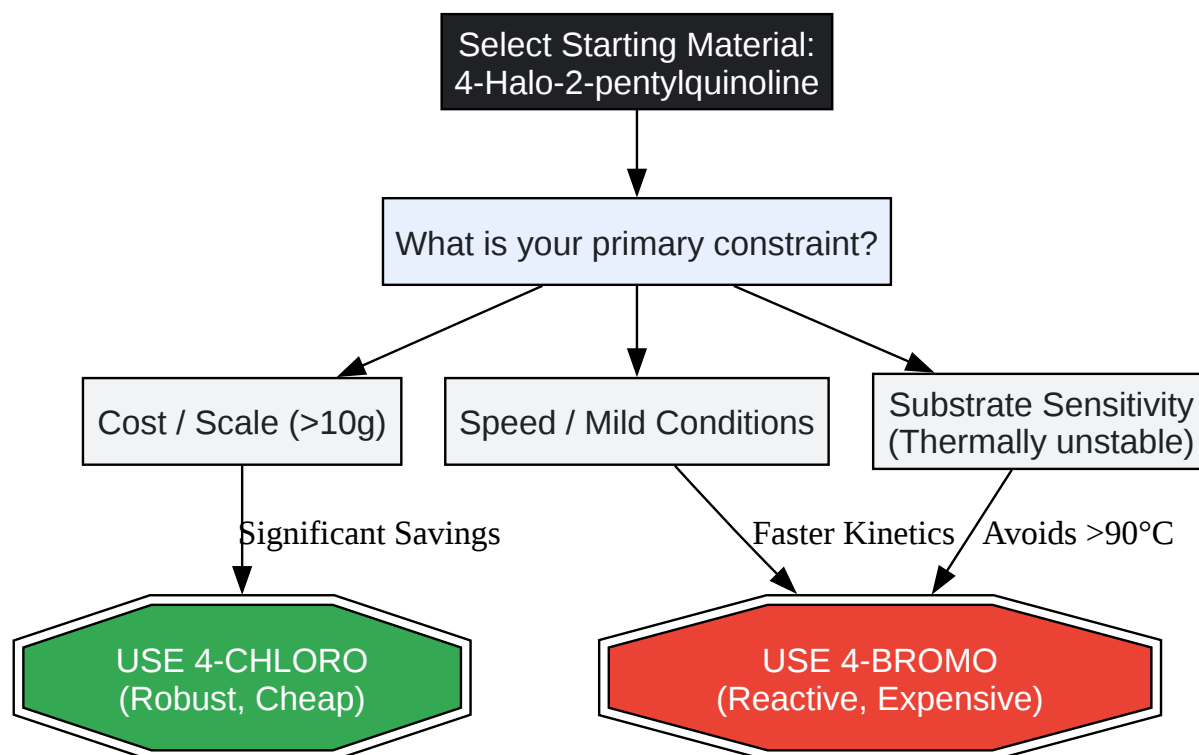 Select Starting Material:
4-Halo-2-pentylquinoline
What is your primary constraint?
Cost / Scale (>10g)
Speed / Mild Conditions
Substrate Sensitivity
(Thermally unstable)
Significant Savings
Faster Kinetics
Avoids >90°C
USE 4-CHLORO
(Robust, Cheap)
USE 4-BROMO
(Reactive, Expensive)